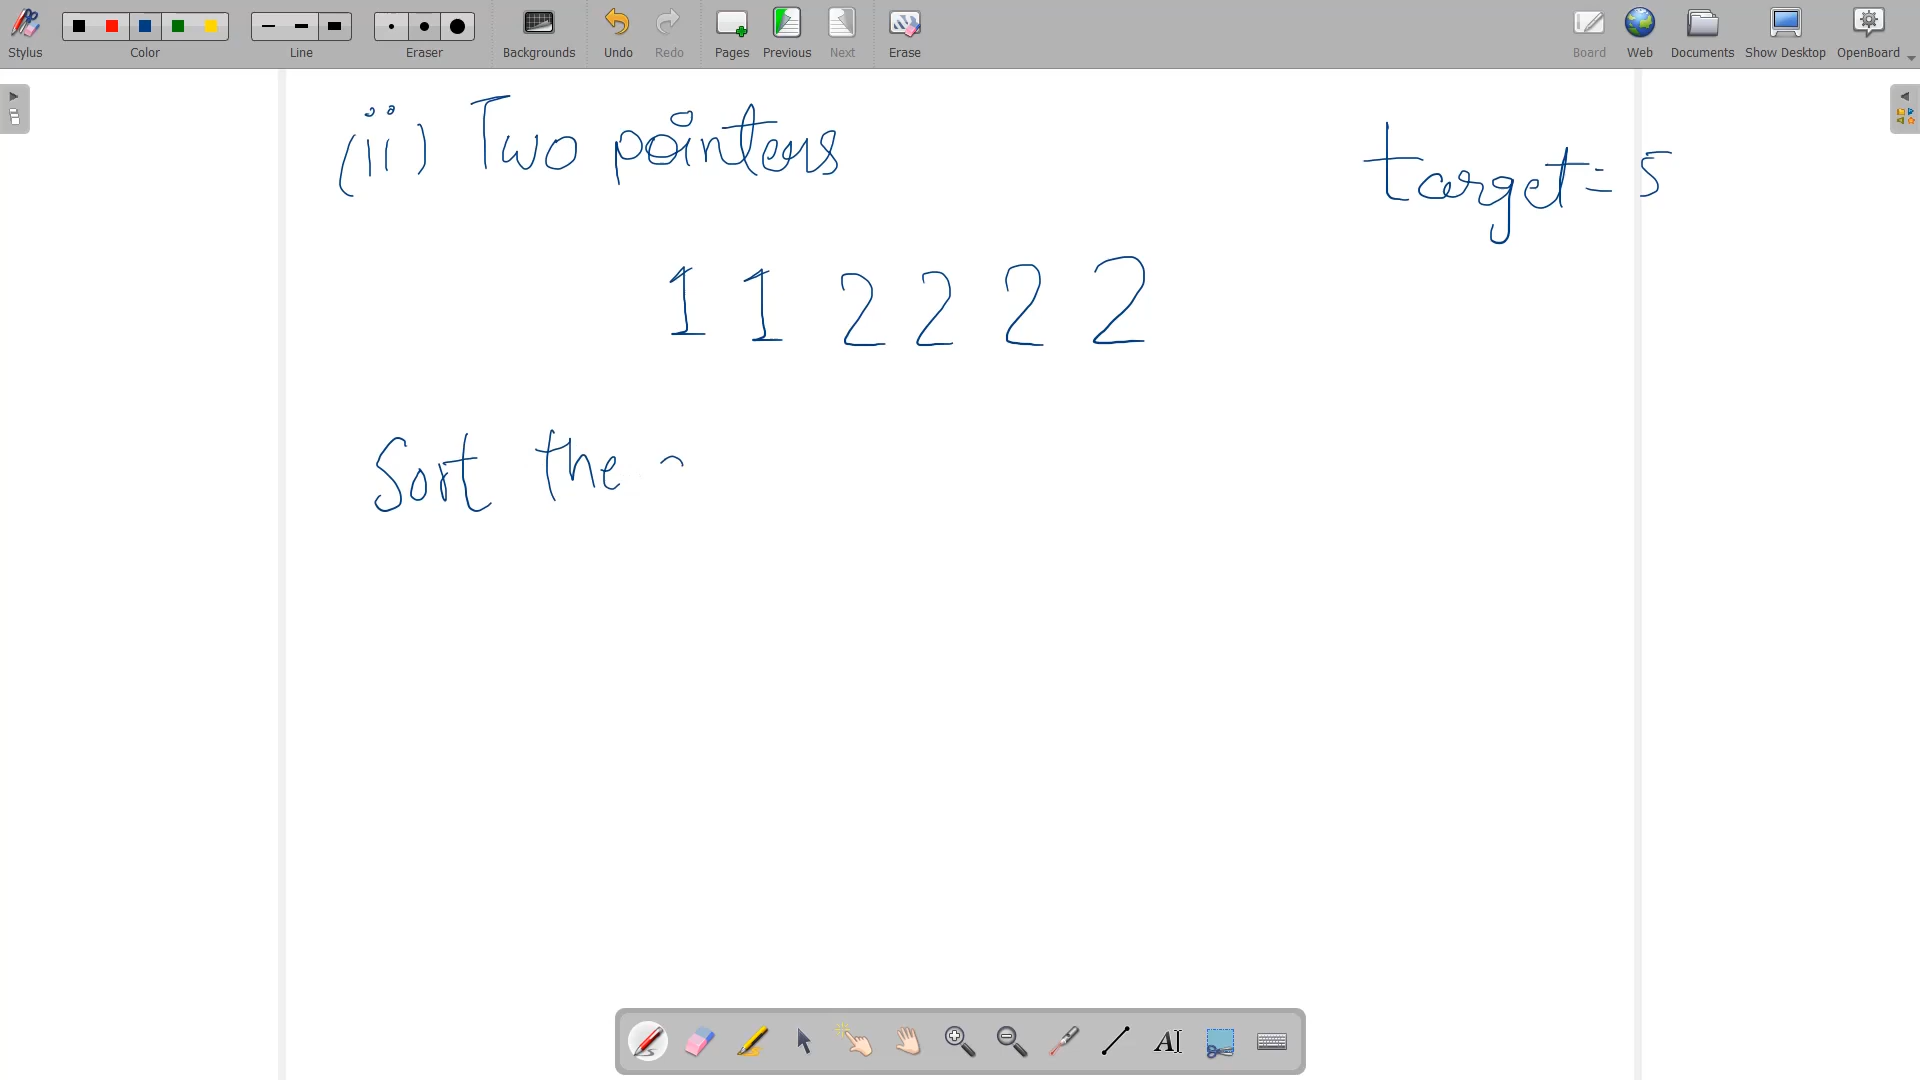 Stylus Color Line Eraser Backgrounds Undo Redo Pages Previous Next Erase Board Web Documents Show Desktop OpenBoard
(ii) Two pointers
target = 5
1 1 2 2 2 2
Sort the